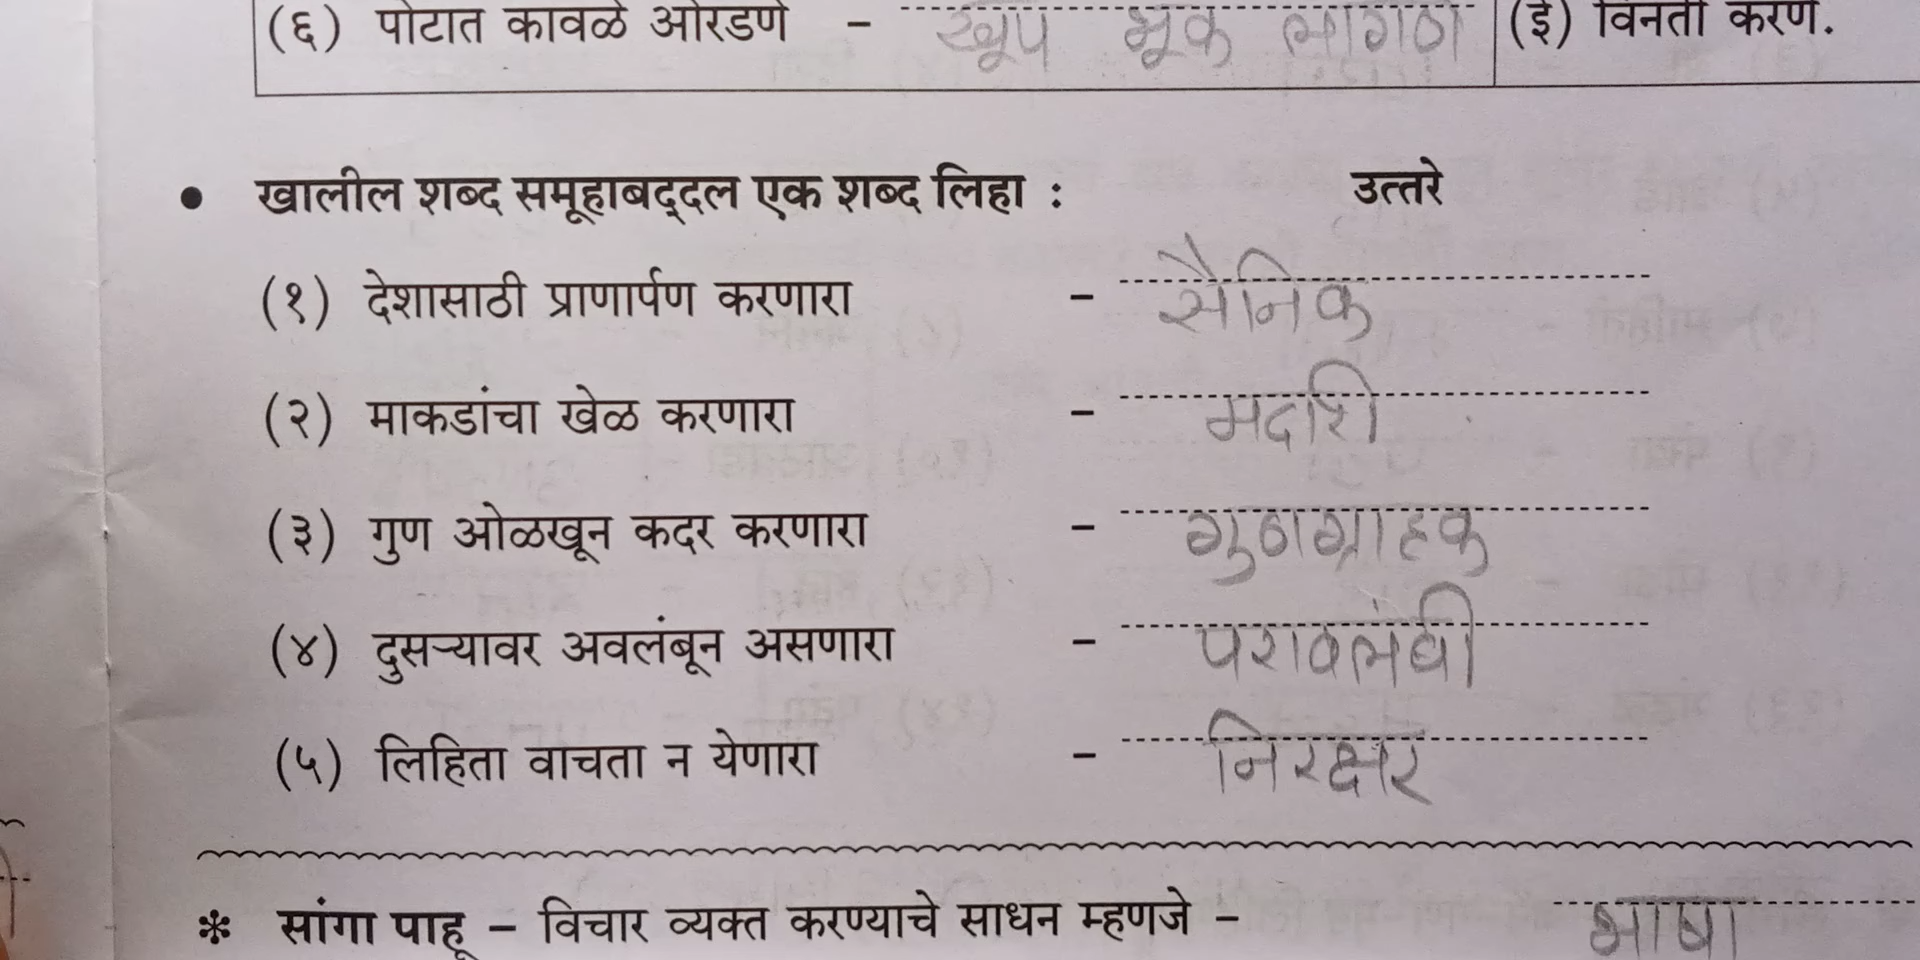 (६) पोटात कावळे ओरडणे - खूप भूक लागणे (ई) विनंती करणे.
• खालील शब्द समूहाबद्दल एक शब्द लिहा : उत्तरे
(१) देशासाठी प्राणार्पण करणारा - सैनिक
(२) माकडांचा खेळ करणारा - मदारि
(३) गुण ओळखून कदर करणारा - गुणग्राहक
(४) दुसऱ्यावर अवलंबून असणारा - परावलंबी
(५) लिहिता वाचता न येणारा - निरक्षर
* सांगा पाहू - विचार व्यक्त करण्याचे साधन म्हणजे - भाषा